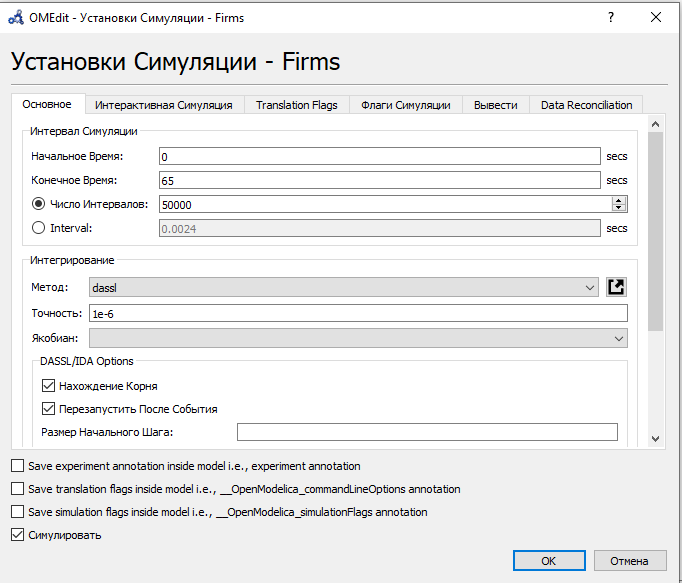 OMEdit - Установки Симуляции - Firms
Установки Симуляции - Firms
Основное Интерактивная Симуляция Translation Flags Флаги Симуляции Вывести Data Reconciliation
Интервал Симуляции
Начальное Время: 0 secs
Конечное Время: 65 secs
Число Интервалов: 50000
Interval: 0.0024 secs
Интегрирование
Метод: dassl
Точность: 1e-6
Якобиан:
DASSL/IDA Options
Нахождение Корня
Перезапустить После События
Размер Начального Шага:
Save experiment annotation inside model i.e., experiment annotation
Save translation flags inside model i.e., __OpenModelica_commandLineOptions annotation
Save simulation flags inside model i.e., __OpenModelica_simulationFlags annotation
Симулировать
OK Отмена